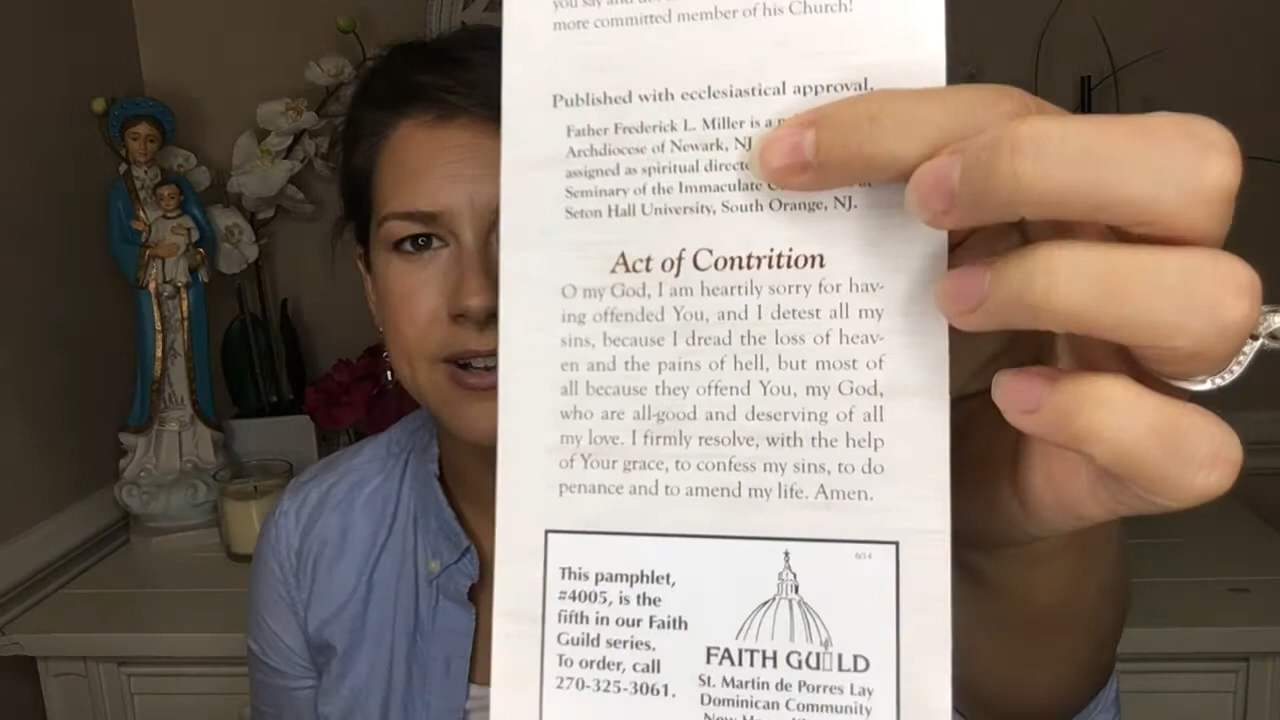 you say and
more committed member of his Church!
Published with ecclesiastical approval.
Father Frederick L. Miller is a
Archdiocese of Newark, NJ
assigned as spiritual
Seminary of the Immaculate
Seton Hall University, South Orange, NJ.
Act of Contrition
O my God, I am heartily sorry for hav-
ing offended You, and I detest all my
sins, because I dread the loss of heav-
en and the pains of hell, but most of
all because they offend You, my God,
who are all-good and deserving of all
my love. I firmly resolve, with the help
of Your grace, to confess my sins, to do
penance and to amend my life. Amen.
6/14
This pamphlet,
#4005, is the
fifth in our Faith
Guild series.
To order, call
270-325-3061.
FAITH GUILD
St. Martin de Porres Lay
Dominican Community
New